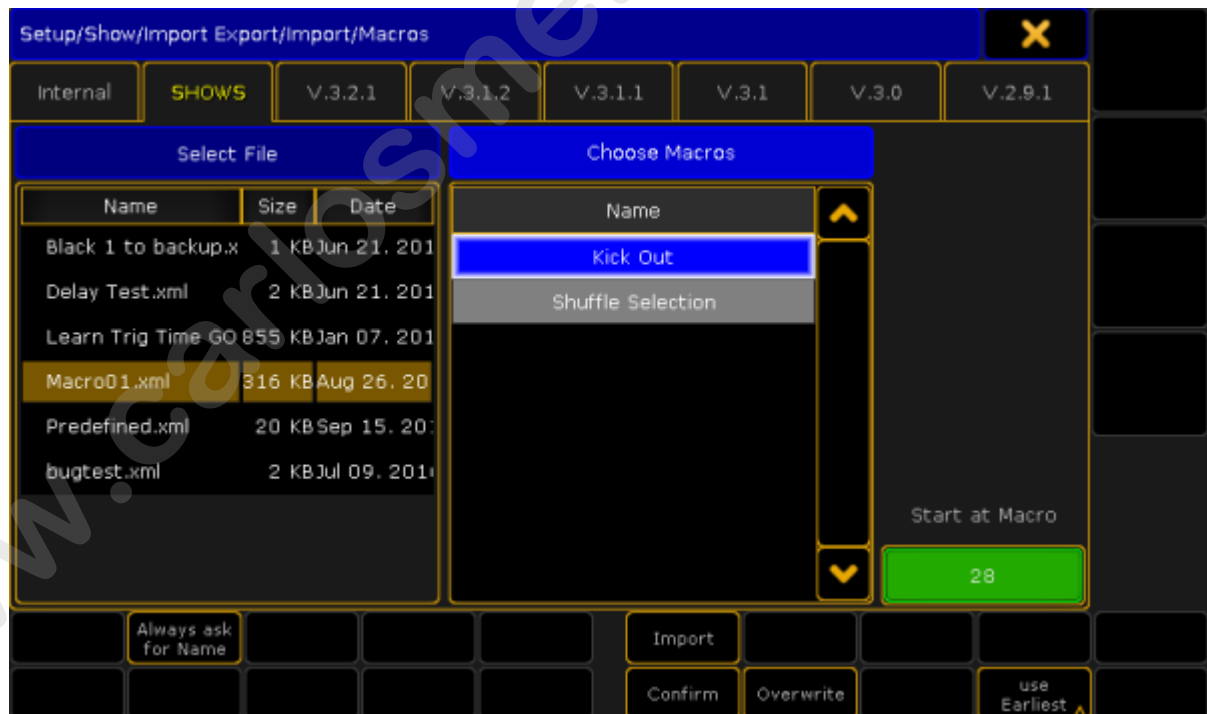 Setup/Show/Import Export/Import/Macros
Internal SHOWS V.3.2.1 V.3.1.2 V.3.1.1 V.3.1 V.3.0 V.2.9.1
Select File Choose Macros
Name Size Date Name
Black 1 to backup.x 1 KB Jun 21. 201
Kick Out
Delay Test.xml 2 KB Jun 21. 201
Shuffle Selection
Learn Trig Time GO 855 KB Jan 07. 201
Macro01.xml 316 KB Aug 26. 20
Predefined.xml 20 KB Sep 15. 20
bugtest.xml 2 KB Jul 09. 201
Start at Macro
28
Always ask
for Name
Import
Confirm Overwrite
use
Earliest
w.carlosme